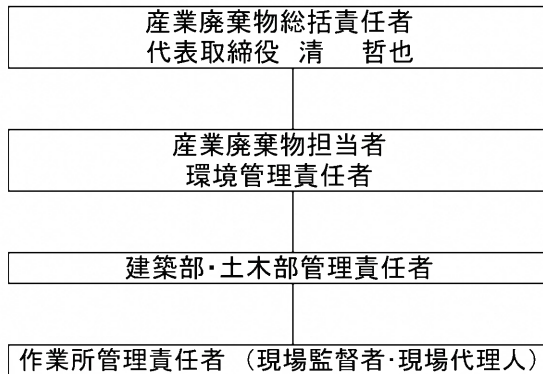 産業廃棄物総括責任者
代表取締役 清　哲也
産業廃棄物担当者
環境管理責任者
建築部・土木部管理責任者
作業所管理責任者 （現場監督者・現場代理人）